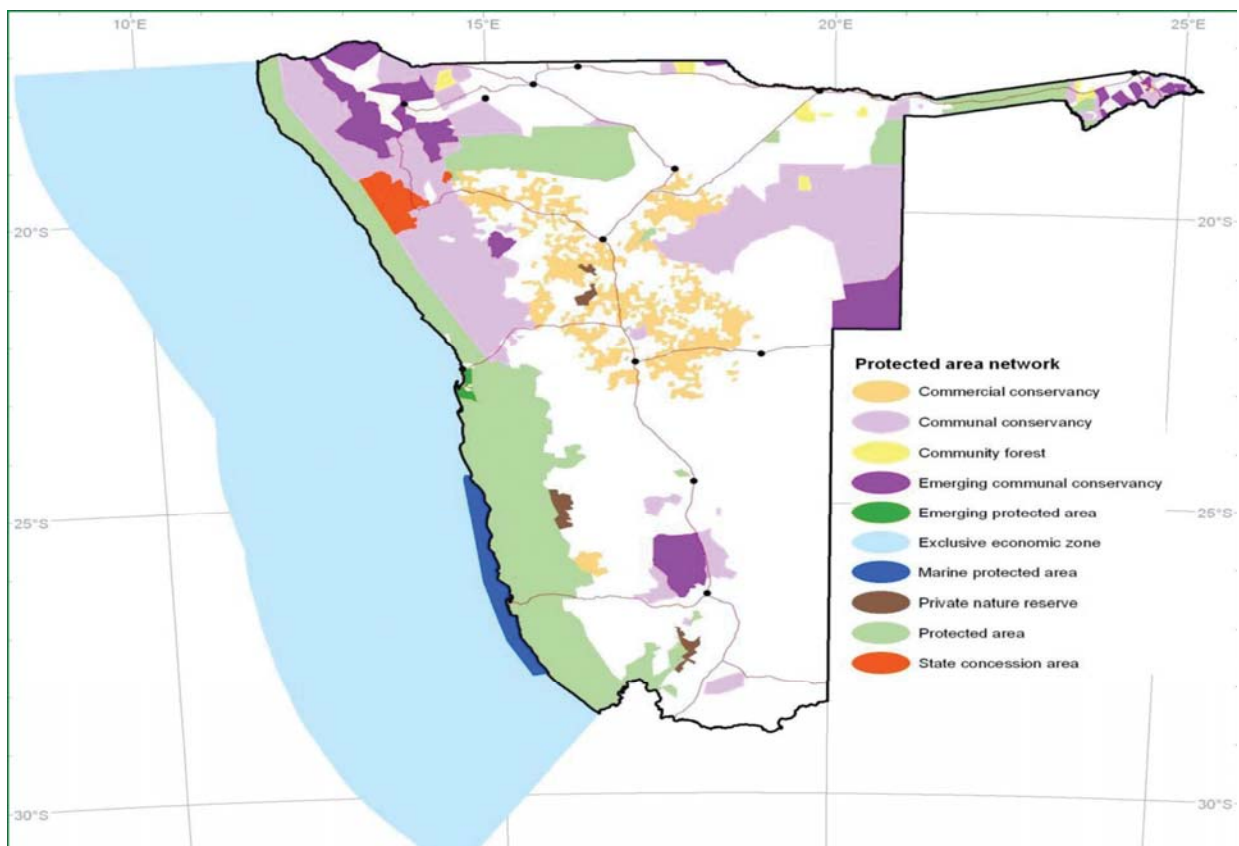 10°E 15°E 20°E 25°E
20°S 20°S
Protected area network
Commercial conservancy
Communal conservancy
Community forest
Emerging communal conservancy
25°S 25°S
Emerging protected area
Exclusive economic zone
Marine protected area
Private nature reserve
Protected area
State concession area
30°S 30°S